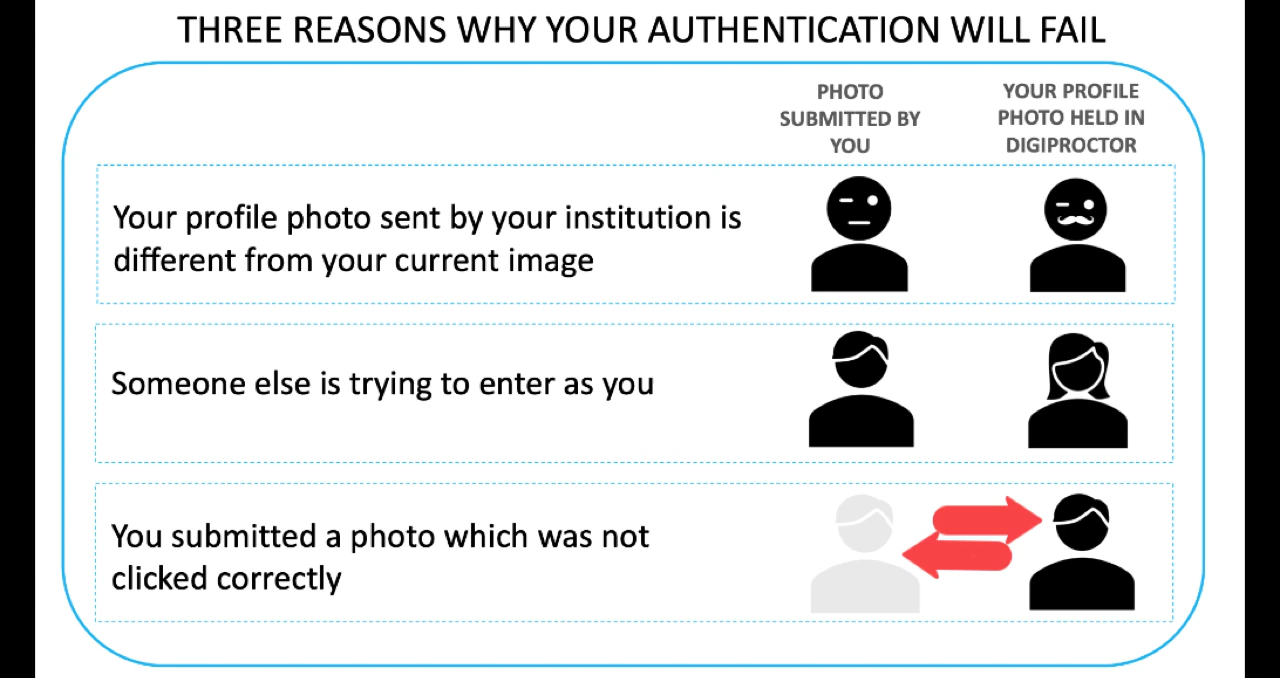 THREE REASONS WHY YOUR AUTHENTICATION WILL FAIL
PHOTO
SUBMITTED BY
YOU
YOUR PROFILE
PHOTO HELD IN
DIGIPROCTOR
Your profile photo sent by your institution is
different from your current image
Someone else is trying to enter as you
You submitted a photo which was not
clicked correctly